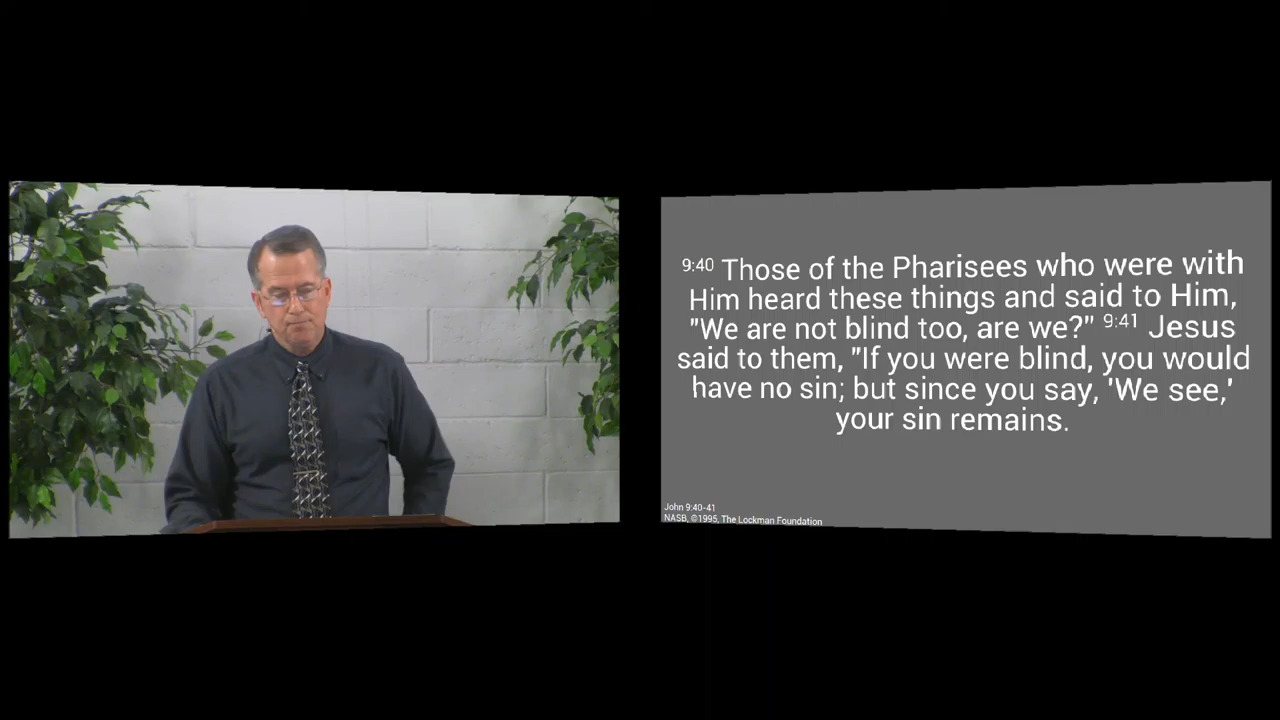 9:40 Those of the Pharisees who were with
Him heard these things and said to Him,
"We are not blind too, are we?" 9:41 Jesus
said to them, "If you were blind, you would
have no sin; but since you say, 'We see,'
your sin remains.
John 9:40-41
NASB, ©1995, The Lockman Foundation